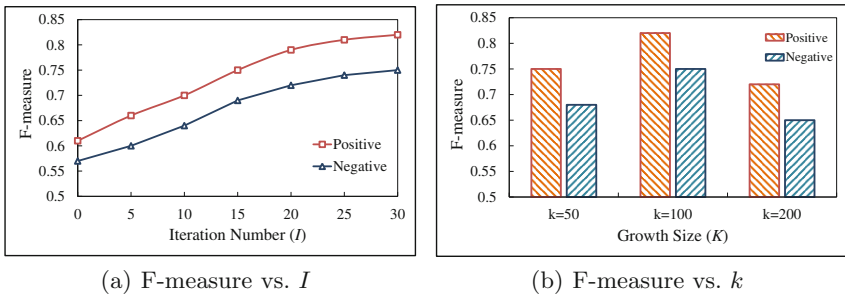 0.85
0.8
0.75
0.7
0.65
0.6
0.55
0.5
F-measure
Positive
Negative
0 5 10 15 20 25 30
Iteration Number (I)
(a) F-measure vs. I
0.85
0.8
0.75
0.7
0.65
0.6
0.55
0.5
F-measure
Positive
Negative
k=50 k=100 k=200
Growth Size (K)
(b) F-measure vs. k